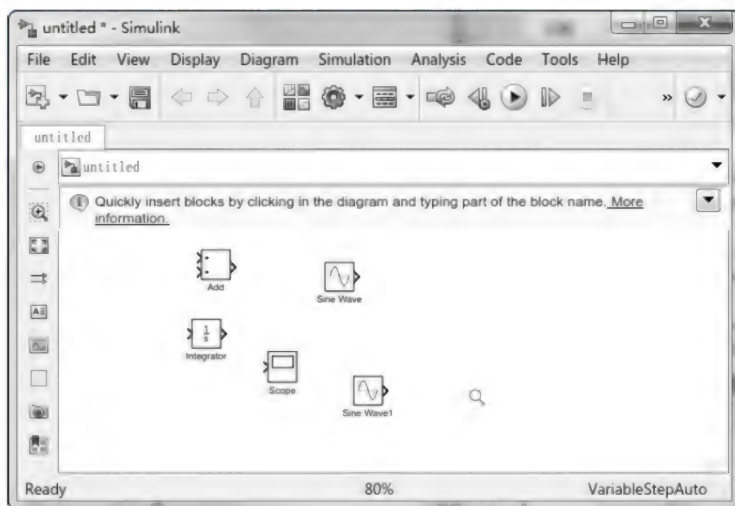 untitled * - Simulink
File Edit View Display Diagram Simulation Analysis Code Tools Help
untitled
untitled
Quickly insert blocks by clicking in the diagram and typing part of the block name. More
information.
Add
Sine Wave
1
s
Integrator
Scope
Sine Wave1
Ready 80% VariableStepAuto